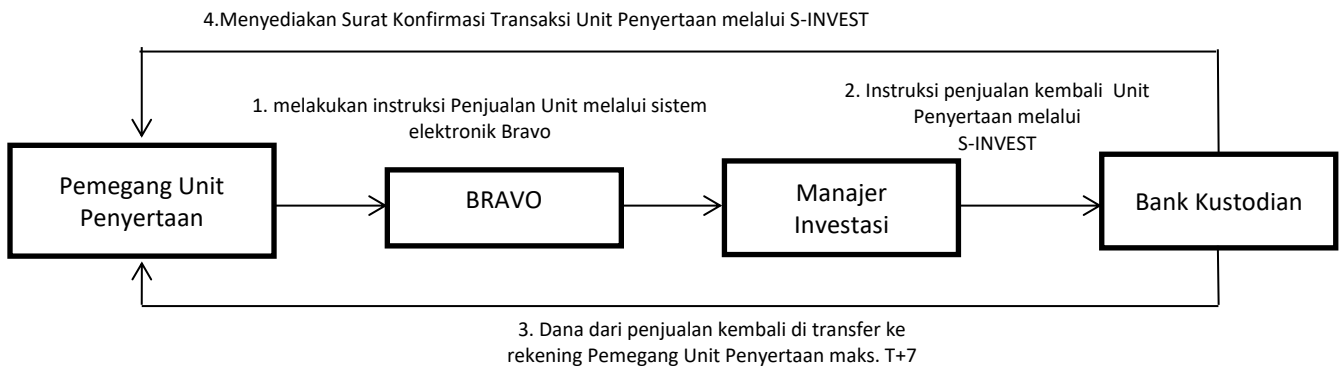 4.Menyediakan Surat Konfirmasi Transaksi Unit Penyertaan melalui S-INVEST
1. melakukan instruksi Penjualan Unit melalui sistem
elektronik Bravo
2. Instruksi penjualan kembali Unit
Penyertaan melalui
S-INVEST
Pemegang Unit
Penyertaan
BRAVO
Manajer
Investasi
Bank Kustodian
3. Dana dari penjualan kembali di transfer ke
rekening Pemegang Unit Penyertaan maks. T+7